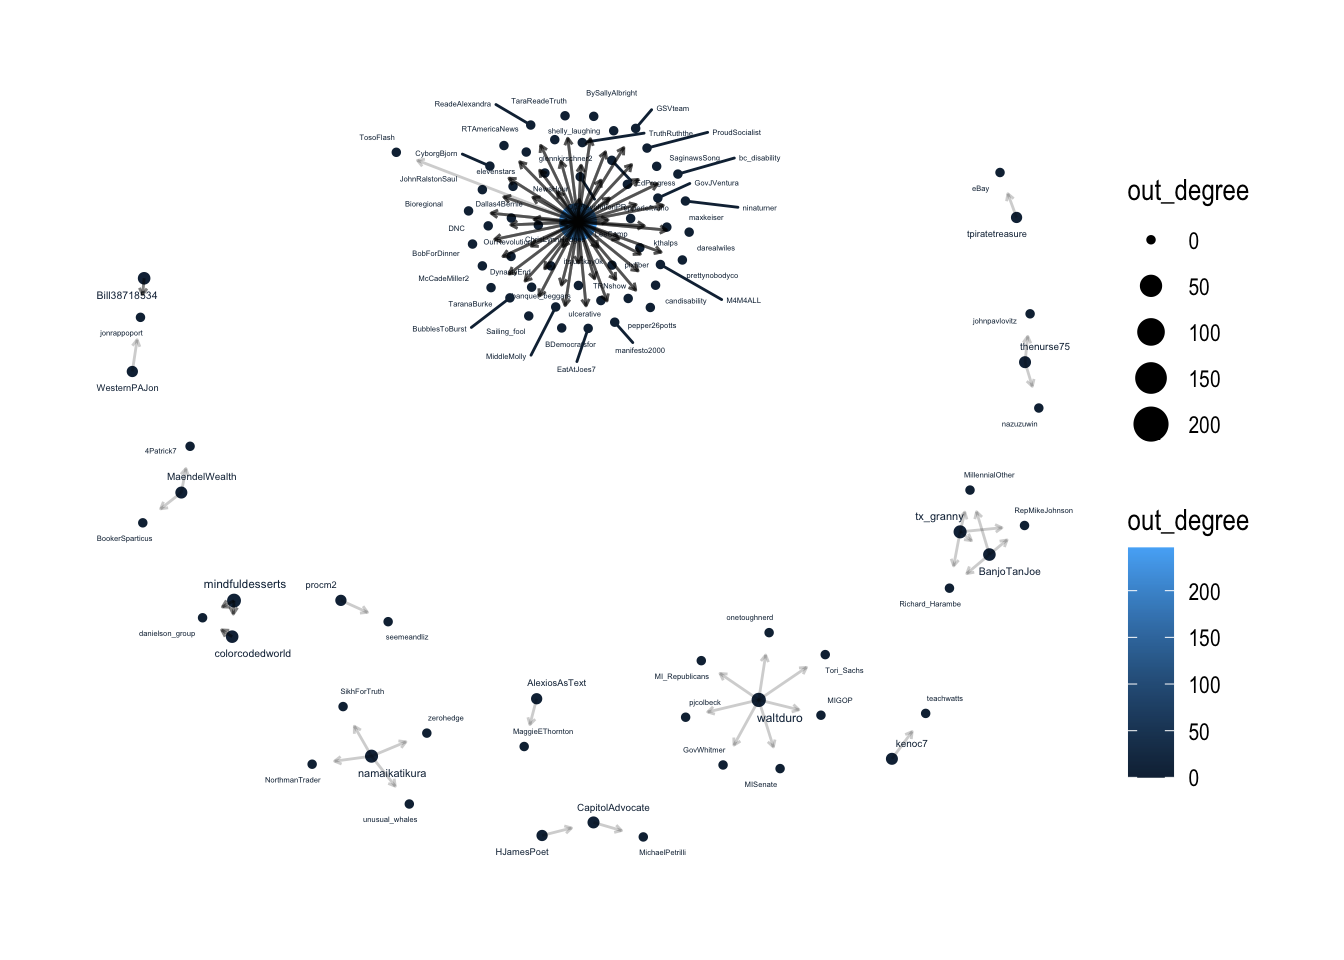 BySallyAlbright
ReadeAlexandra
TaraReadeTruth
GSVteam
RTAmericaNews
shelly_laughing
TruthRuththe
ProudSocialist
TosoFlash
CyborgBjorn
glennkirschner2
SaginawsSong
bc_disability
eBay
elevenstars
JohnRalstonSaul
EdProgress
GovJVentura
Bioregional
Dallas4Bernie
ninaturner
maxkeiser
tpiratetreasure
DNC
OurRevolution
kthalps
darealwiles
BobForDinner
prettynobodyco
McCadeMiller2
DynastyEnd
TRNshow
Bill38718534
TaranaBurke
banquet_beggars
candisability
M4M4ALL
ulcerative
jonrappoport
BubblesToBurst
Sailing_fool
pepper26potts
johnpavlovitz
BDemocratsfor
manifesto2000
thenurse75
MiddleMolly
EatAtJoes7
WesternPAJon
nazuzuwin
4Patrick7
MaendelWealth
MillennialOther
BookerSparticus
tx_granny
RepMikeJohnson
BanjoTanJoe
mindfuldesserts
procm2
Richard_Harambe
danielson_group
seemeandliz
colorcodedworld
onetoughnerd
MI_Republicans
Tori_Sachs
SikhForTruth
AlexiosAsText
pjcolbeck
MIGOP
teachwatts
zerohedge
MaggieEThornton
waltduro
kenoc7
NorthmanTrader
namaikatikura
GovWhitmer
MISenate
unusual_whales
CapitolAdvocate
HJamesPoet
MichaelPetrilli
out_degree
0
50
100
150
200
out_degree
200
150
100
50
0